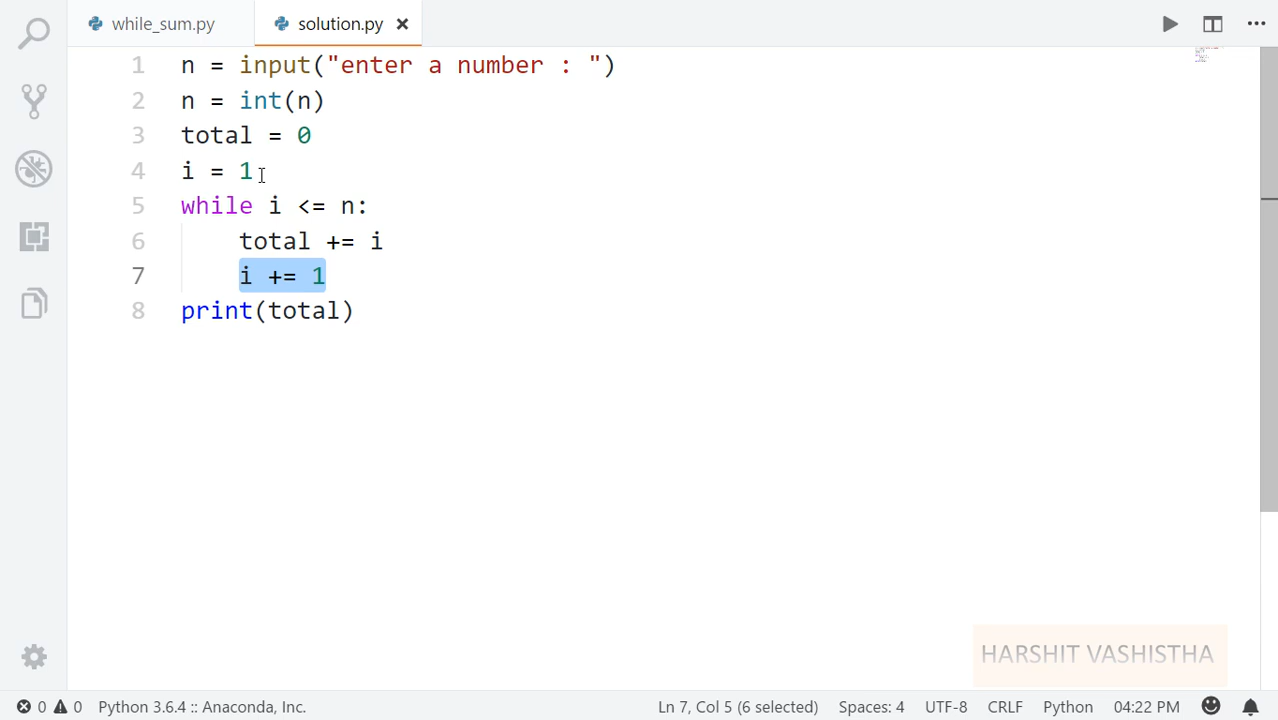 while_sum.py solution.py
1 n = input("enter a number : ")
2 n = int(n)
3 total = 0
4 i = 1
5 while i <= n:
6 total += i
7 i += 1
8 print(total)
HARSHIT VASHISTHA
0 0 Python 3.6.4 :: Anaconda, Inc. Ln 7, Col 5 (6 selected) Spaces: 4 UTF-8 CRLF Python 04:22 PM